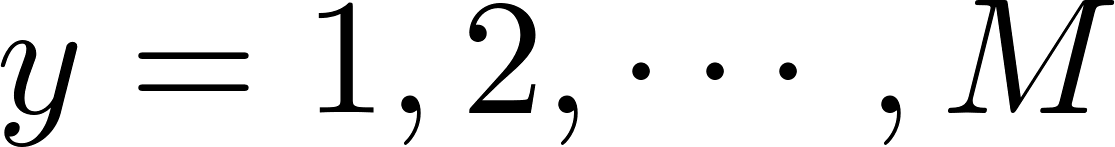 y = 1, 2, ··· , M